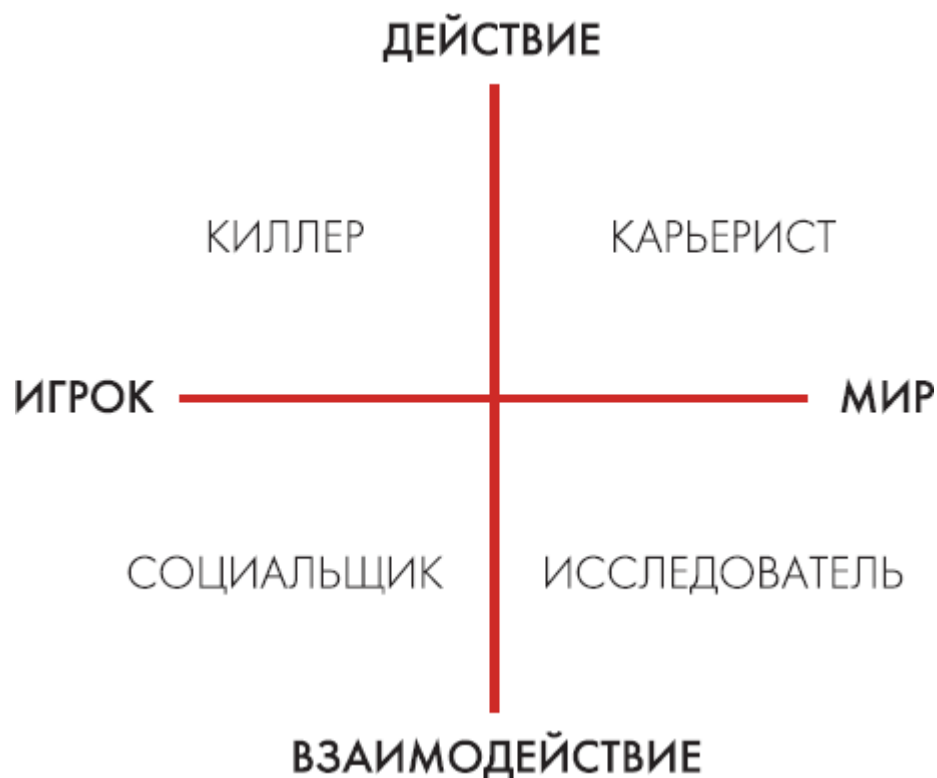 ДЕЙСТВИЕ
КИЛЛЕР
КАРЬЕРИСТ
ИГРОК
МИР
СОЦИАЛЬЩИК
ИССЛЕДОВАТЕЛЬ
ВЗАИМОДЕЙСТВИЕ